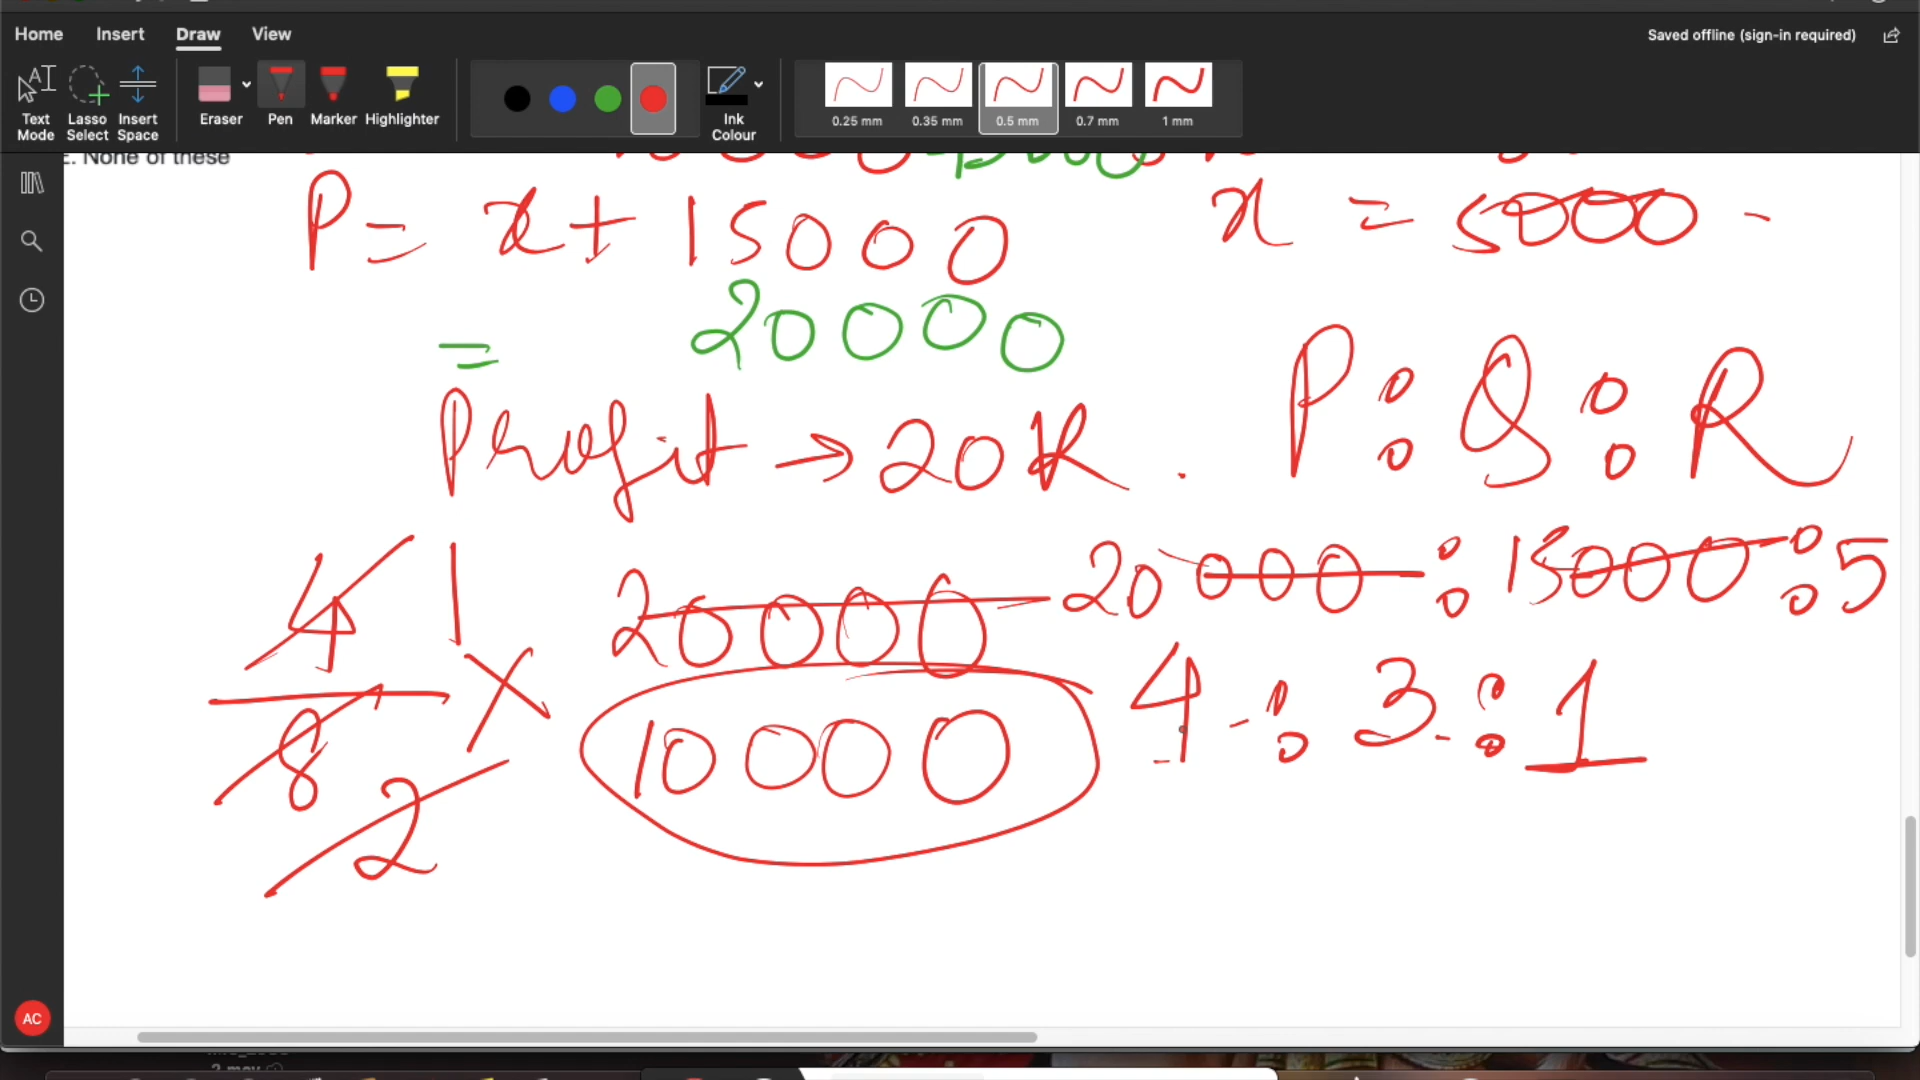 Home Insert Draw View Saved offline (sign-in required)
Text Mode Lasso Select Insert Space Eraser Pen Marker Highlighter Ink Colour 0.25 mm 0.35 mm 0.5 mm 0.7 mm 1 mm
E. None of these
P = x + 15000 x = 5000 -
= 20000
Profit → 20K. P : Q : R
4 1 20000 20 000 : 15000 : 5
8 2 × 10000 4 : 3 : 1
AC